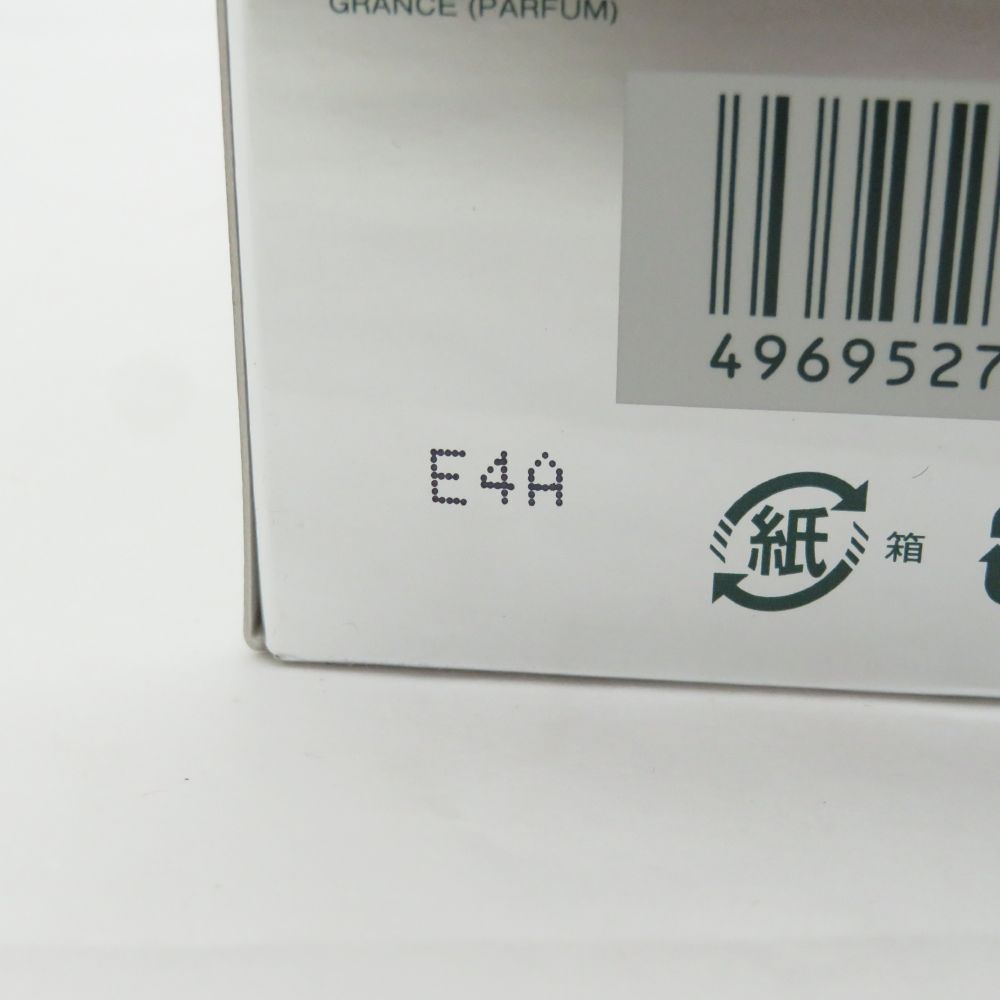 GRANCE (PARFUM)
4969527
E4A
紙 箱